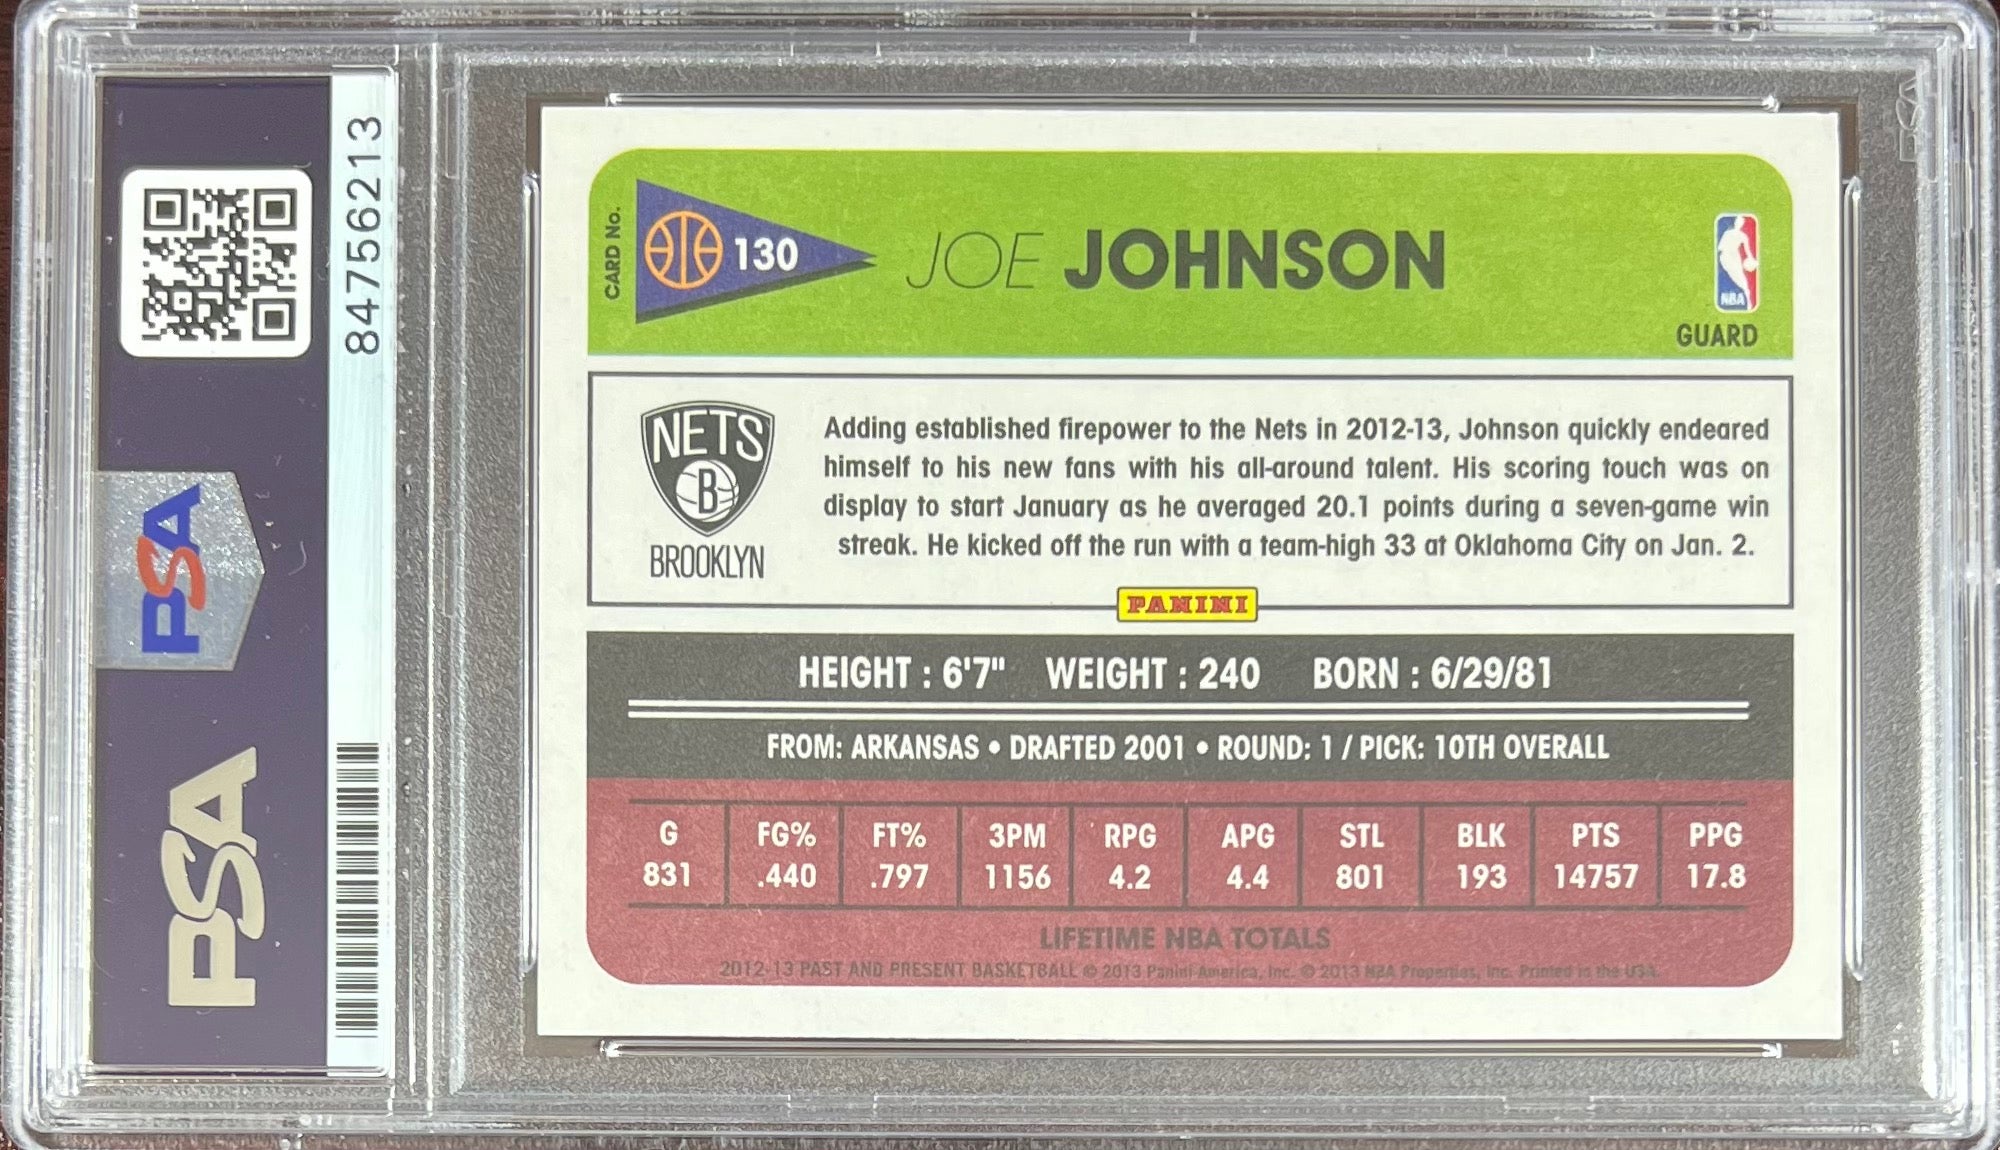 84756213
PSA
PSA
CARD No.
130
JOE JOHNSON
NBA
GUARD
NETS
B
BROOKLYN
Adding established firepower to the Nets in 2012-13, Johnson quickly endeared
himself to his new fans with his all-around talent. His scoring touch was on
display to start January as he averaged 20.1 points during a seven-game win
streak. He kicked off the run with a team-high 33 at Oklahoma City on Jan. 2.
PANINI
HEIGHT : 6'7" WEIGHT : 240 BORN : 6/29/81
FROM: ARKANSAS • DRAFTED 2001 • ROUND: 1 / PICK: 10TH OVERALL
G FG% FT% 3PM RPG APG STL BLK PTS PPG
831 .440 .797 1156 4.2 4.4 801 193 14757 17.8
LIFETIME NBA TOTALS
2012-13 PAST AND PRESENT BASKETBALL © 2013 Panini America, Inc. © 2013 NBA Properties, Inc. Printed in the USA.
PSA